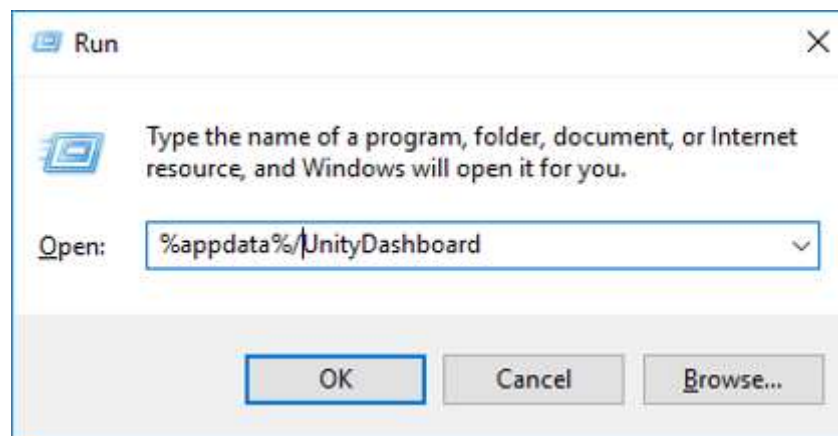 Run
Type the name of a program, folder, document, or Internet
resource, and Windows will open it for you.
Open: %appdata%/UnityDashboard
OK Cancel Browse...